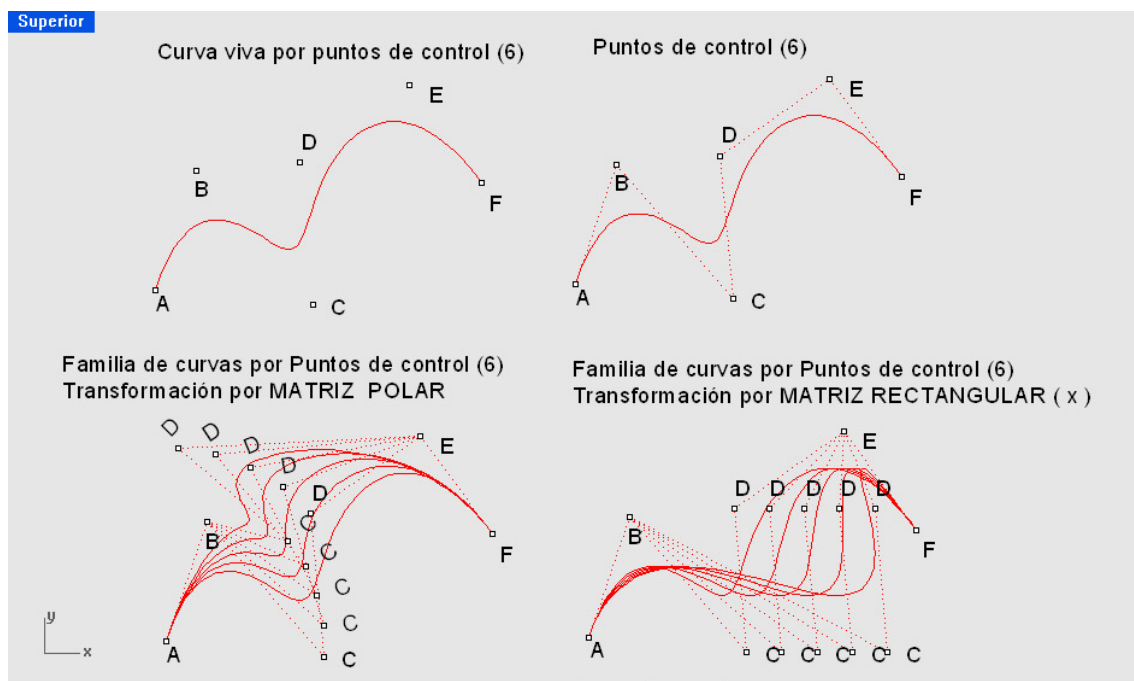 Superior
Curva viva por puntos de control (6)
E
D
B
F
A
C
Puntos de control (6)
E
D
B
F
A
C
Familia de curvas por Puntos de control (6)
Transformación por MATRIZ POLAR
D
D
D
D
D
E
B
C
C
C
C
C
F
A
y
x
Familia de curvas por Puntos de control (6)
Transformación por MATRIZ RECTANGULAR ( x )
E
D D D D D
B
F
A
C C C C C